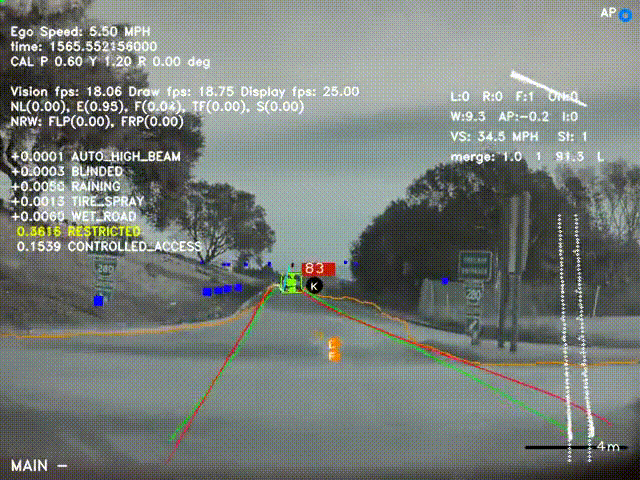 AP
Ego Speed: 5.50 MPH
time: 1565.552156000
CAL P 0.60 Y 1.20 R 0.00 deg
Vision fps: 18.06 Draw fps: 18.75 Display fps: 25.00
NL(0.00), E(0.95), F(0.04), TF(0.00), S(0.00)
NRW: FLP(0.00), FRP(0.00)
L:0 R:0 F:1
W:9.3 AP:-0.2 I:0
VS: 34.5 MPH SI: 1
merge: 1.0 1 91.3 L
+0.0001 AUTO_HIGH_BEAM
+0.0003 BLINDED
+0.0050 RAINING
+0.0013 TIRE_SPRAY
+0.0060 WET_ROAD
0.3615 RESTRICTED
0.1539 CONTROLLED_ACCESS
280
83
K
280
4m
MAIN -